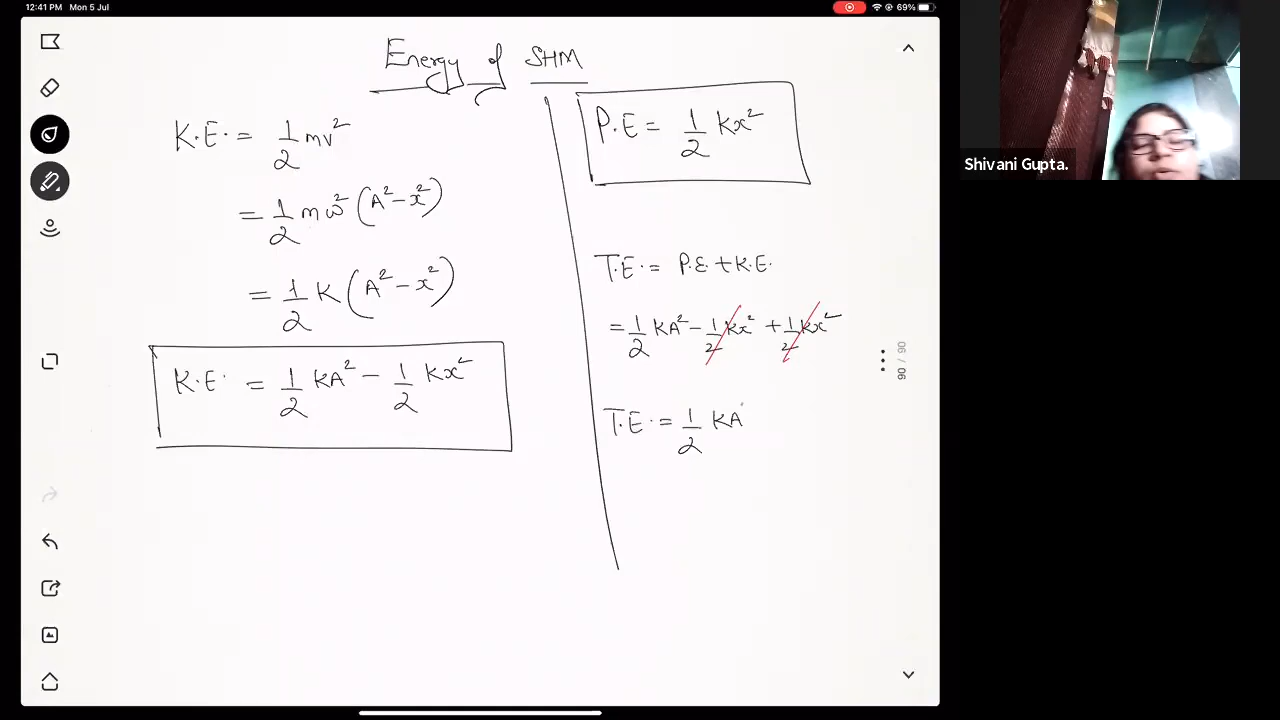 12:41 PM Mon 5 Jul
69%
Energy of SHM
K.E. = 1/2 mv²
= 1/2 mω² (A² – x²)
= 1/2 K (A² – x²)
K.E. = 1/2 KA² – 1/2 Kx²
P.E = 1/2 Kx²
T.E. = P.E. + K.E.
= 1/2 KA² – 1/2 Kx² + 1/2 Kx²
T.E. = 1/2 KA
90 / 90
Shivani Gupta.